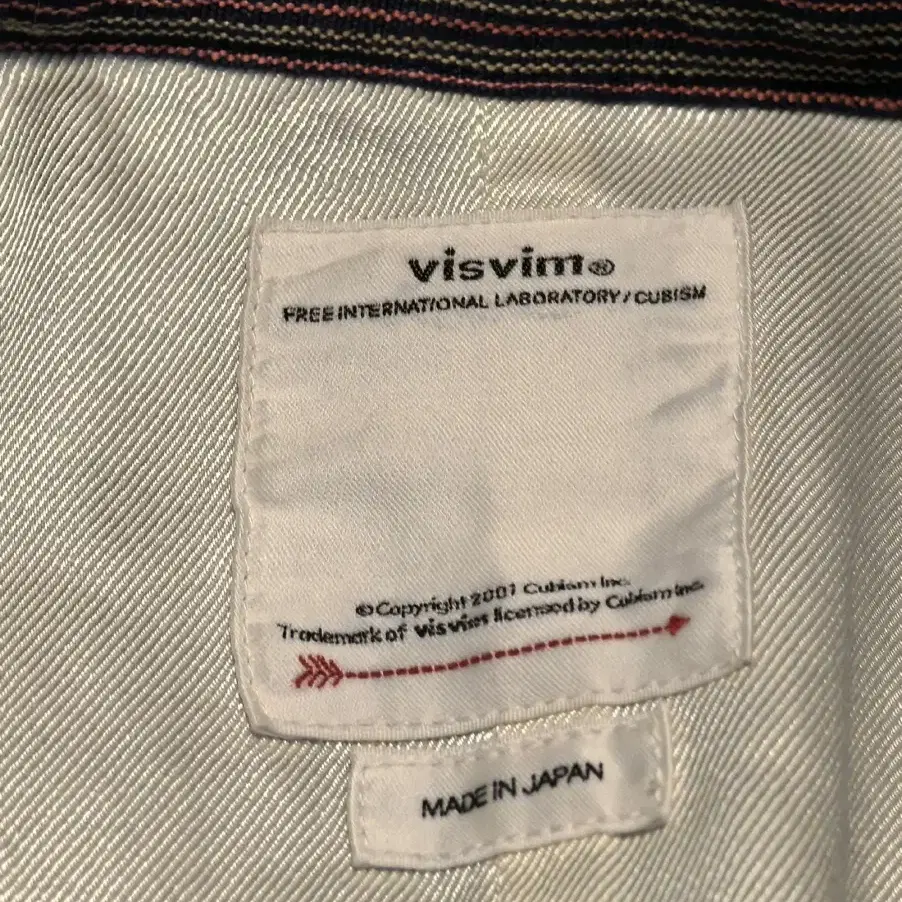 visvim®
FREE INTERNATIONAL LABORATORY / CUBISM
©Copyright 2001 Cubism Inc.
Trademark of visvim licensed by Cubism Inc.
MADE IN JAPAN